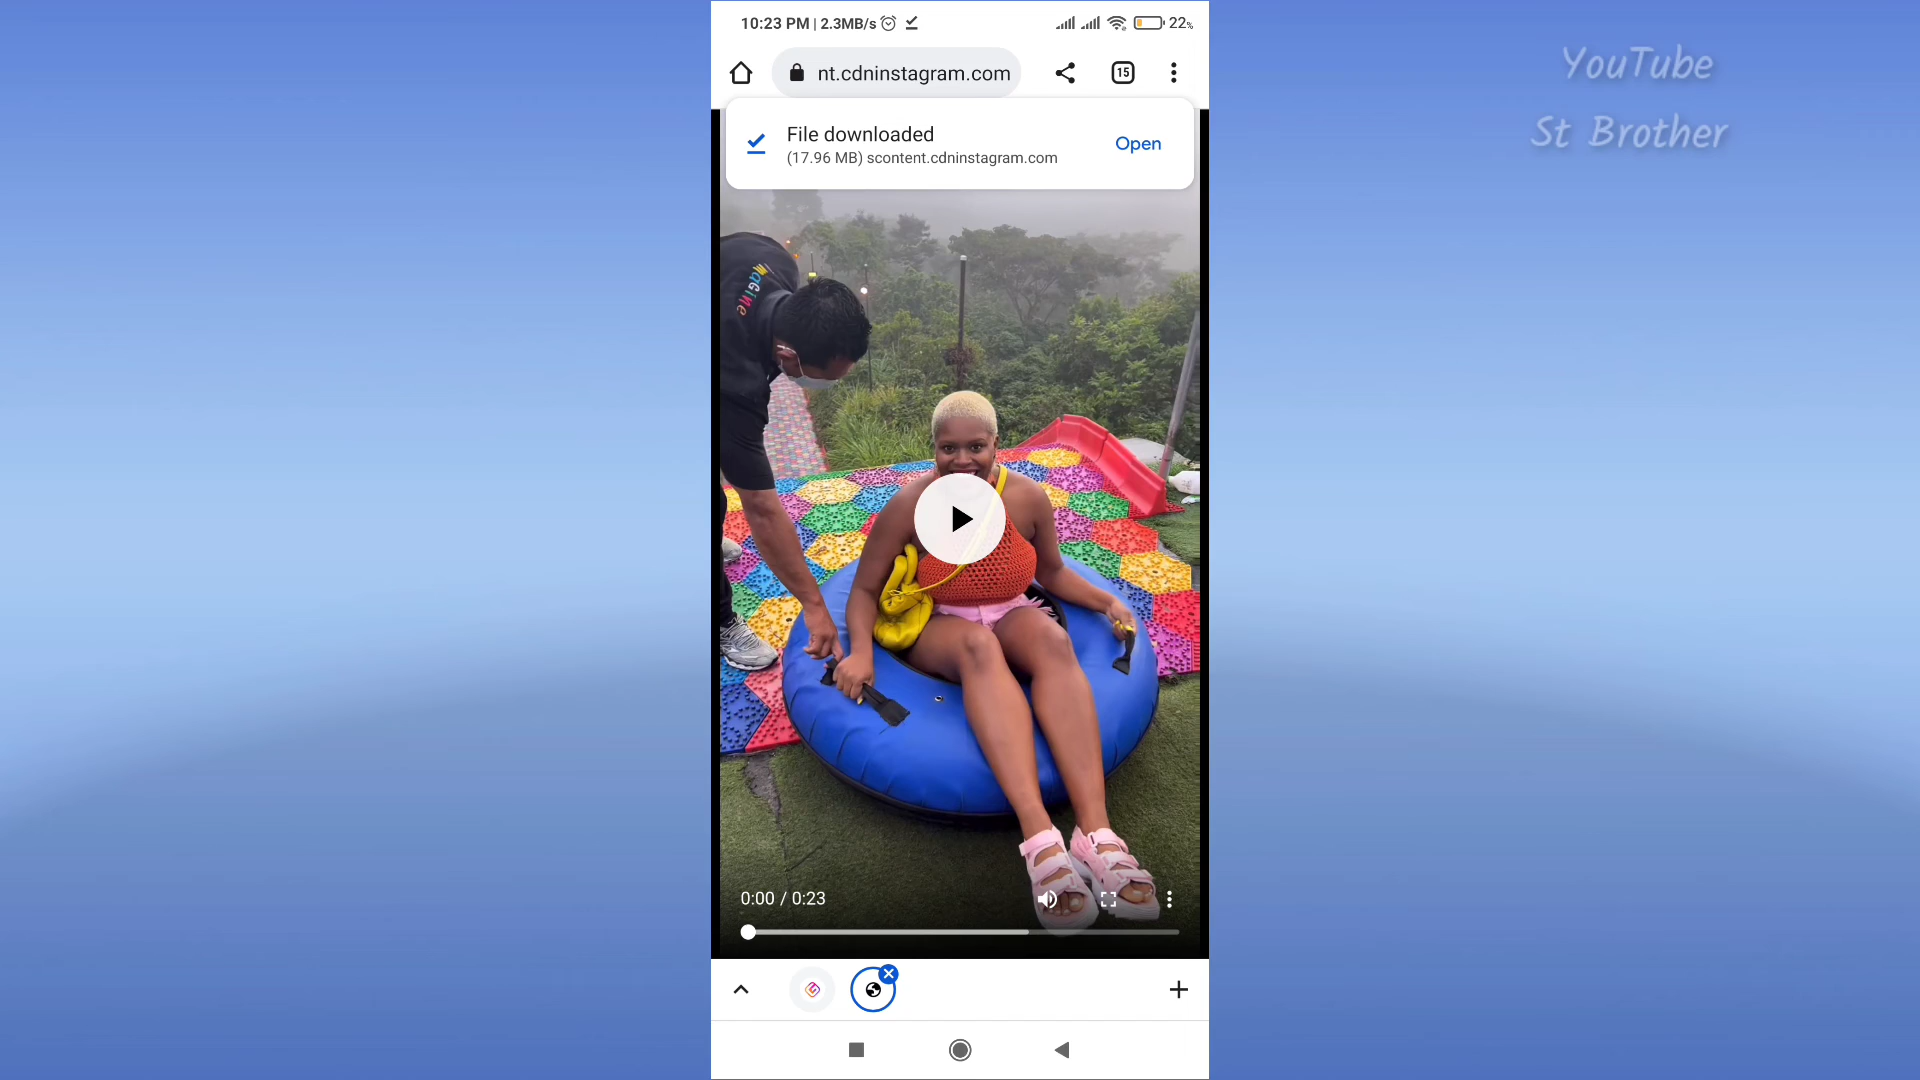 10:23 PM | 2.3MB/s
22%
YouTube
St Brother
nt.cdninstagram.com
15
File downloaded
(17.96 MB) scontent.cdninstagram.com
Open
imagine
0:00 / 0:23